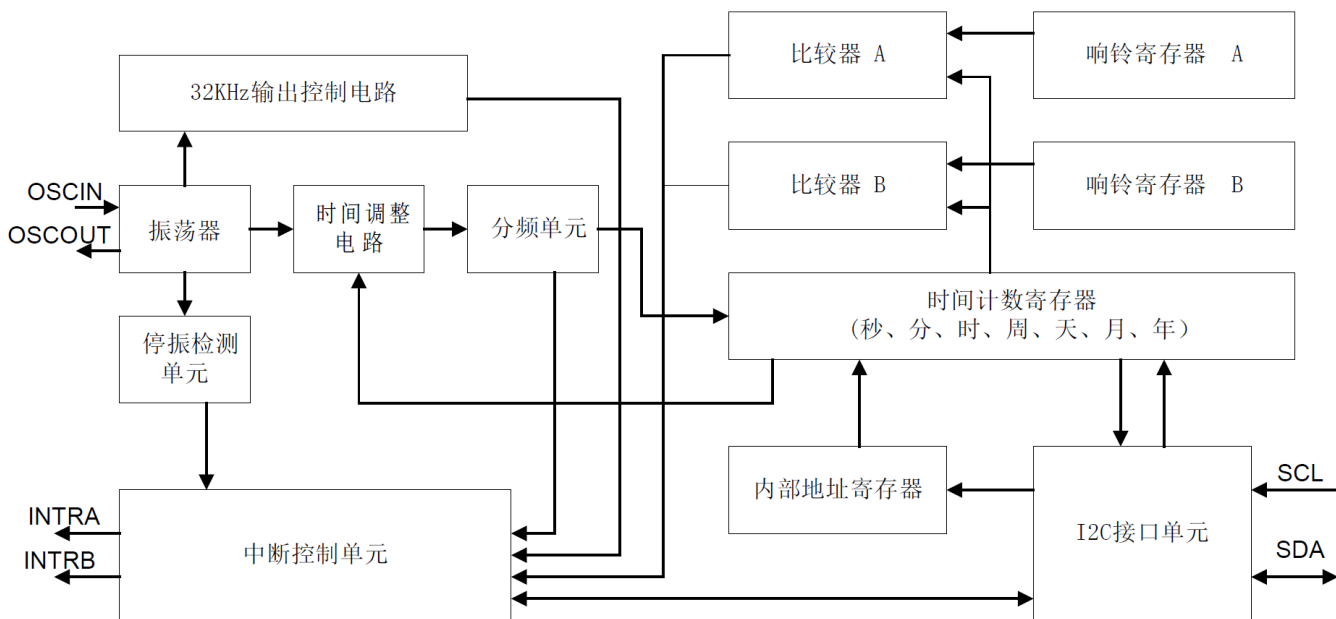 比较器 A
响铃寄存器 A
32KHz输出控制电路
比较器 B
响铃寄存器 B
OSCIN
OSCOUT
振荡器
时间调整
电 路
分频单元
时间计数寄存器
(秒、分、时、周、天、月、年)
停振检测
单元
内部地址寄存器
I2C接口单元
SCL
SDA
INTRA
INTRB
中断控制单元